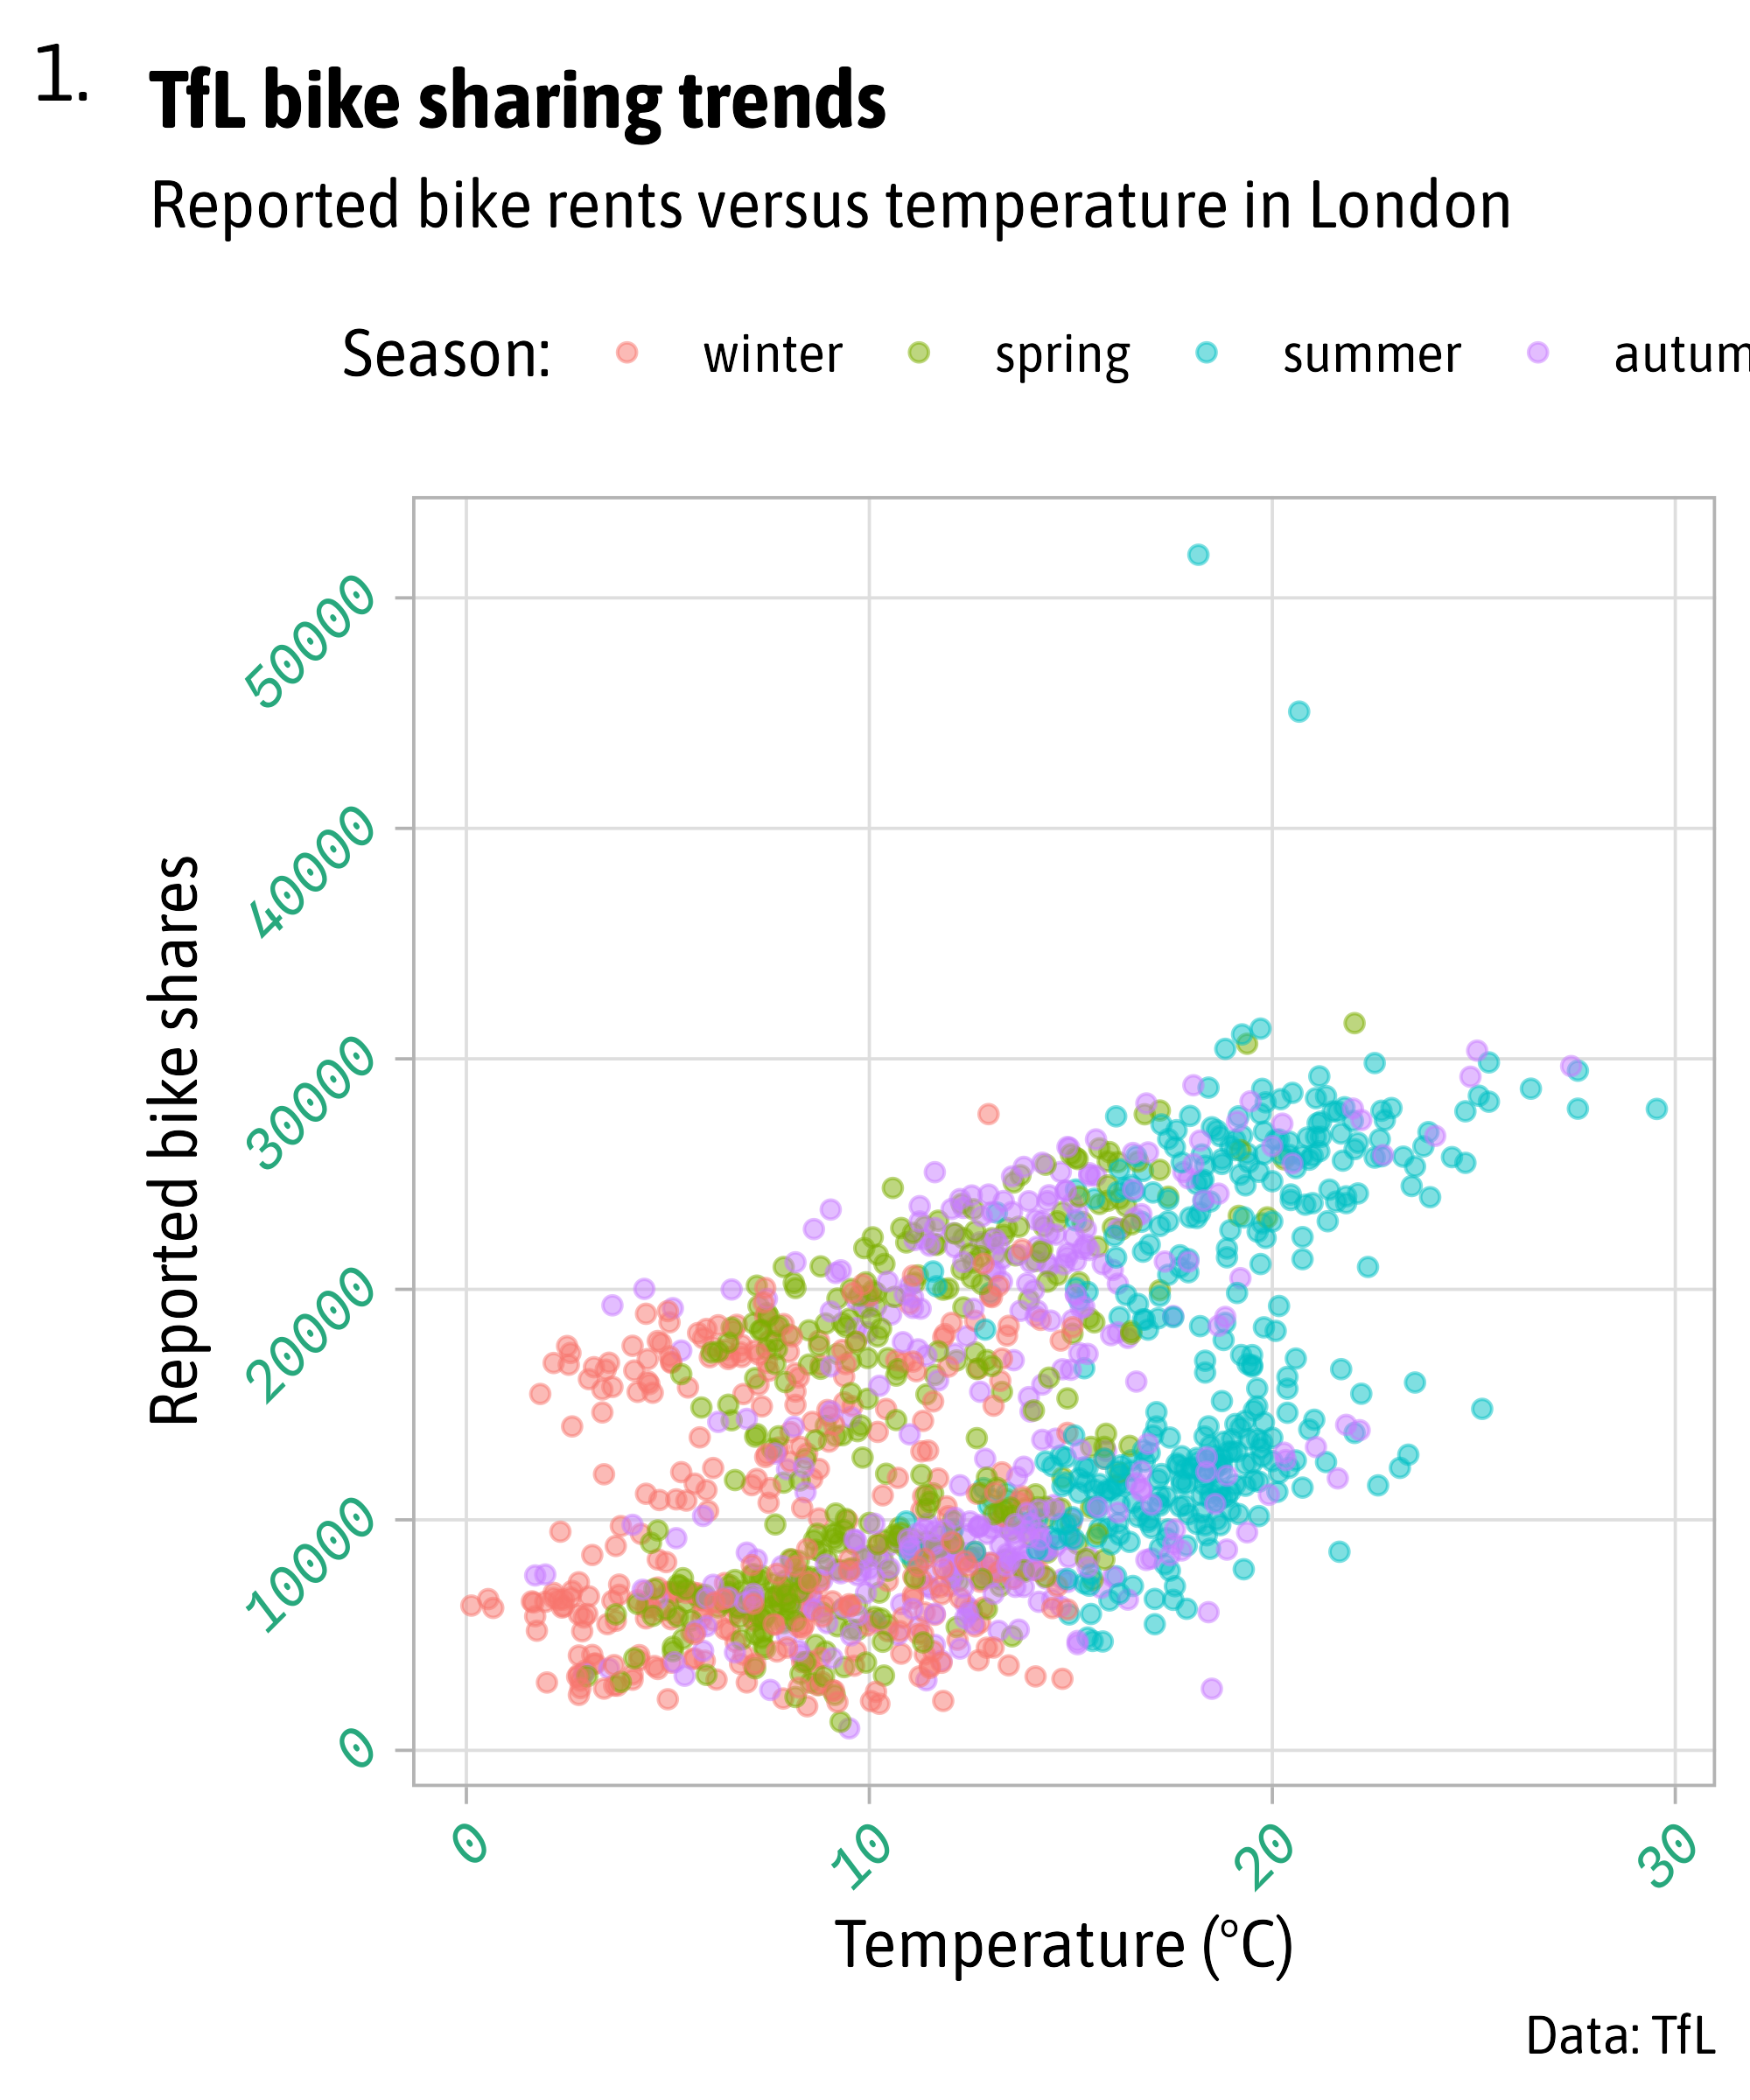 1.
TfL bike sharing trends
Reported bike rents versus temperature in London
Season: winter spring summer autum
Reported bike shares
50000
40000
30000
20000
10000
0
0 10 20 30
Temperature (°C)
Data: TfL